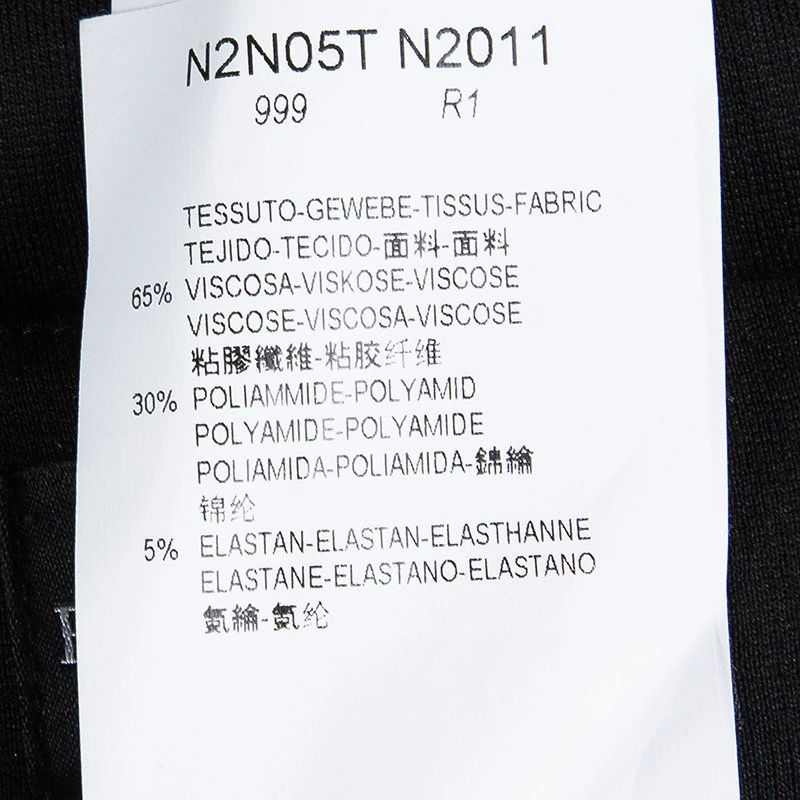 N2N05T N2011
999 R1
TESSUTO-GEWEBE-TISSUS-FABRIC
TEJIDO-TECIDO-面料-面料
65% VISCOSA-VISKOSE-VISCOSE
VISCOSE-VISCOSA-VISCOSE
粘膠纖維-粘胶纤维
30% POLIAMMIDE-POLYAMID
POLYAMIDE-POLYAMIDE
POLIAMIDA-POLIAMIDA-錦綸
锦纶
5% ELASTAN-ELASTAN-ELASTHANNE
ELASTANE-ELASTANO-ELASTANO
氨綸-氨纶